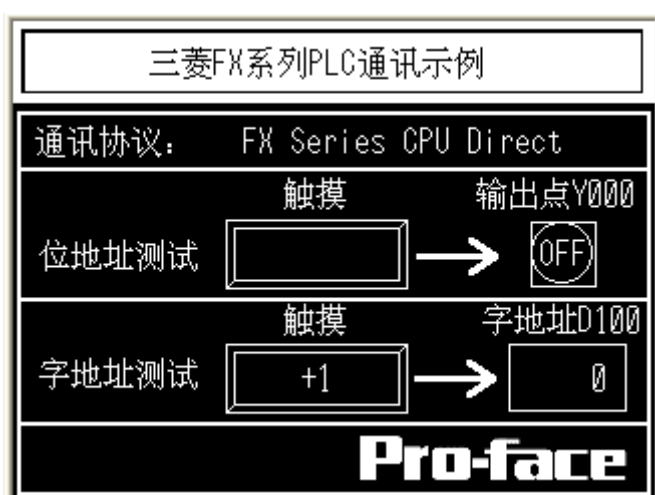 三菱FX系列PLC通讯示例
通讯协议： FX Series CPU Direct
触摸 输出点Y000
位地址测试 → OFF
触摸 字地址D100
字地址测试 +1 → 0
Pro-face